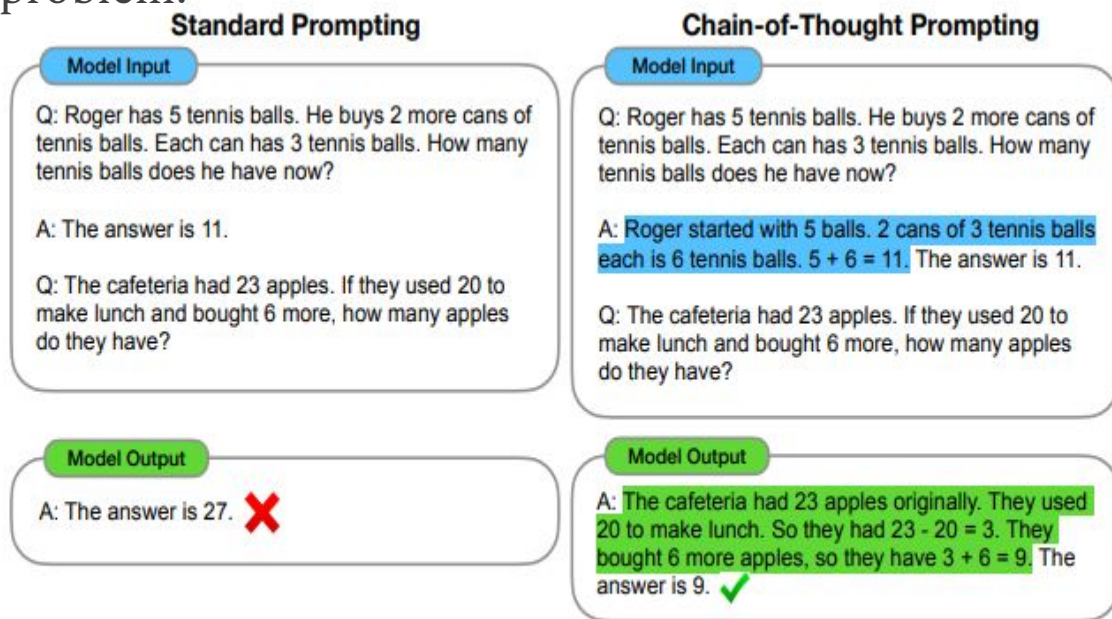 problem.
Standard Prompting
Model Input
Q: Roger has 5 tennis balls. He buys 2 more cans of
tennis balls. Each can has 3 tennis balls. How many
tennis balls does he have now?
A: The answer is 11.
Q: The cafeteria had 23 apples. If they used 20 to
make lunch and bought 6 more, how many apples
do they have?
Model Output
A: The answer is 27.
Chain-of-Thought Prompting
Model Input
Q: Roger has 5 tennis balls. He buys 2 more cans of
tennis balls. Each can has 3 tennis balls. How many
tennis balls does he have now?
A: Roger started with 5 balls. 2 cans of 3 tennis balls
each is 6 tennis balls. 5 + 6 = 11. The answer is 11.
Q: The cafeteria had 23 apples. If they used 20 to
make lunch and bought 6 more, how many apples
do they have?
Model Output
A: The cafeteria had 23 apples originally. They used
20 to make lunch. So they had 23 - 20 = 3. They
bought 6 more apples, so they have 3 + 6 = 9. The
answer is 9.